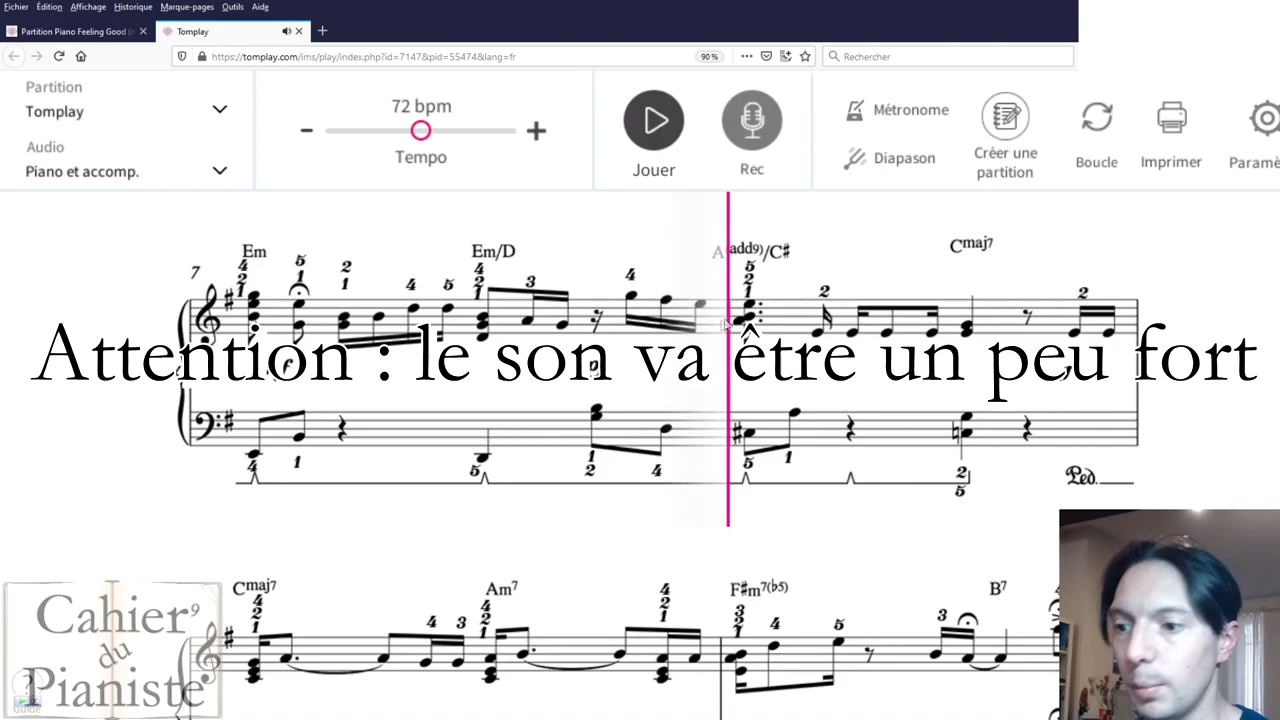 Fichier Édition Affichage Historique Marque-pages Outils Aide
Partition Piano Feeling Good Tomplay
https://tomplay.com/ims/play/index.php?id=7147&pid=55474&lang=fr 90 % Rechercher
Partition
Tomplay
Audio
Piano et accomp.
72 bpm
Tempo
Jouer
Rec
Métronome
Diapason
Créer une
partition
Boucle
Imprimer
Paramè
7
Em Em/D A(add9)/C# Cmaj7
Attention : le son va être un peu fort
Ped.
Cmaj7 Am7 F#m7(b5) B7
Cahier
du
Pianiste
Guide